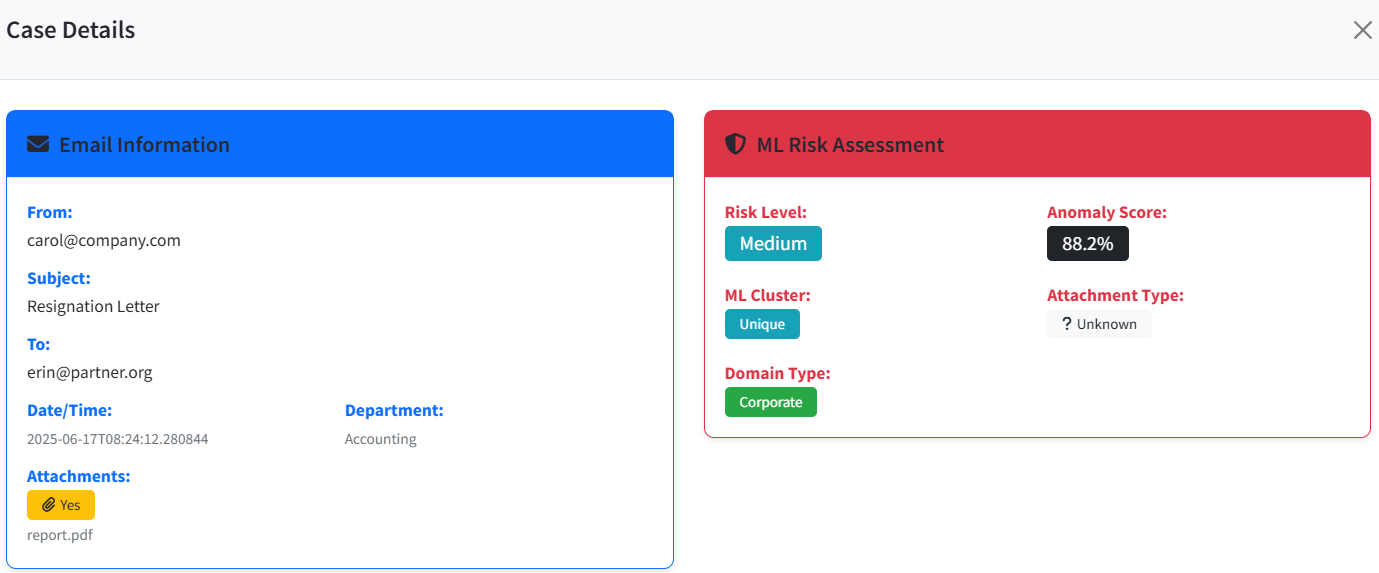 Case Details
Email Information
From:
carol@company.com
Subject:
Resignation Letter
To:
erin@partner.org
Date/Time: Department:
2025-06-17T08:24:12.280844 Accounting
Attachments:
Yes
report.pdf
ML Risk Assessment
Risk Level: Anomaly Score:
Medium 88.2%
ML Cluster: Attachment Type:
Unique ? Unknown
Domain Type:
Corporate